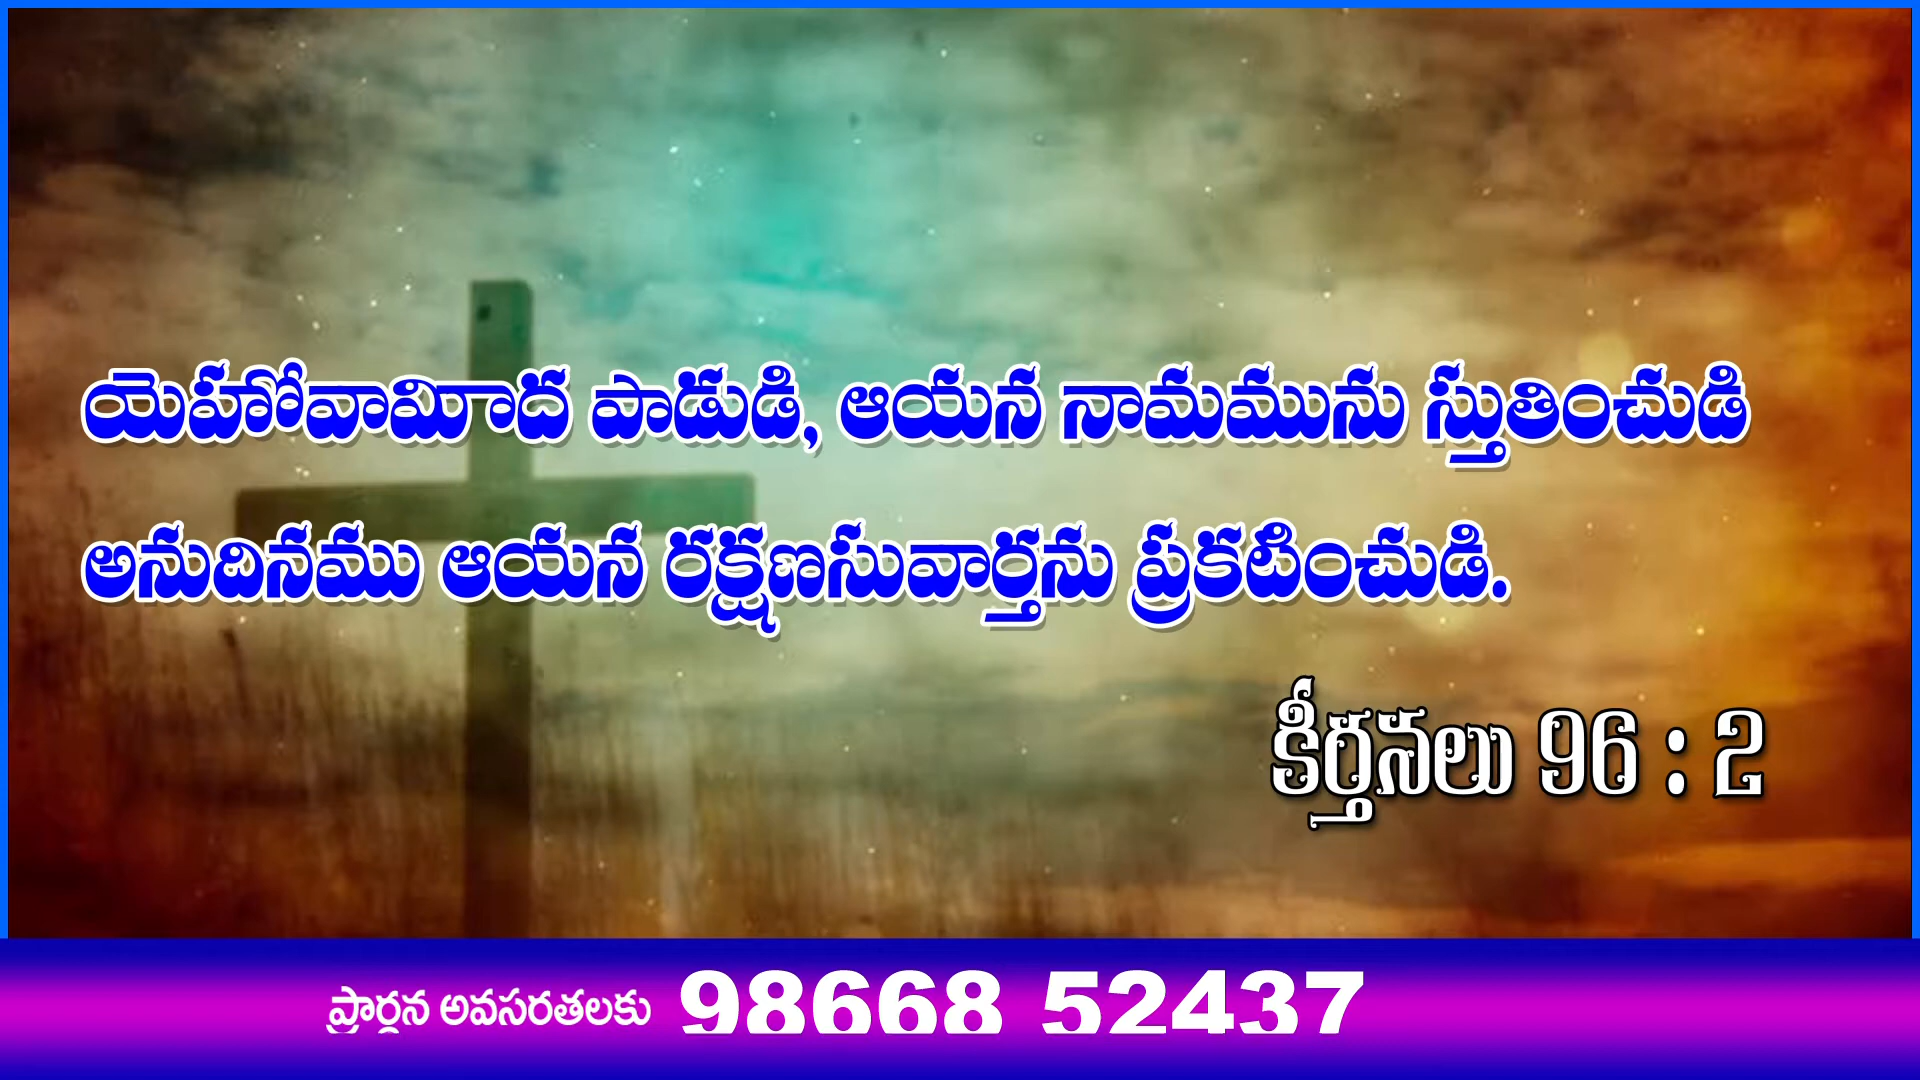 యెహోవామీద పాడుడి, ఆయన నామమును స్తుతించుడి
అనుదినము ఆయన రక్షణసువార్తను ప్రకటించుడి.
కీర్తనలు 96 : 2
ప్రార్థన అవసరతలకు 98668 52437